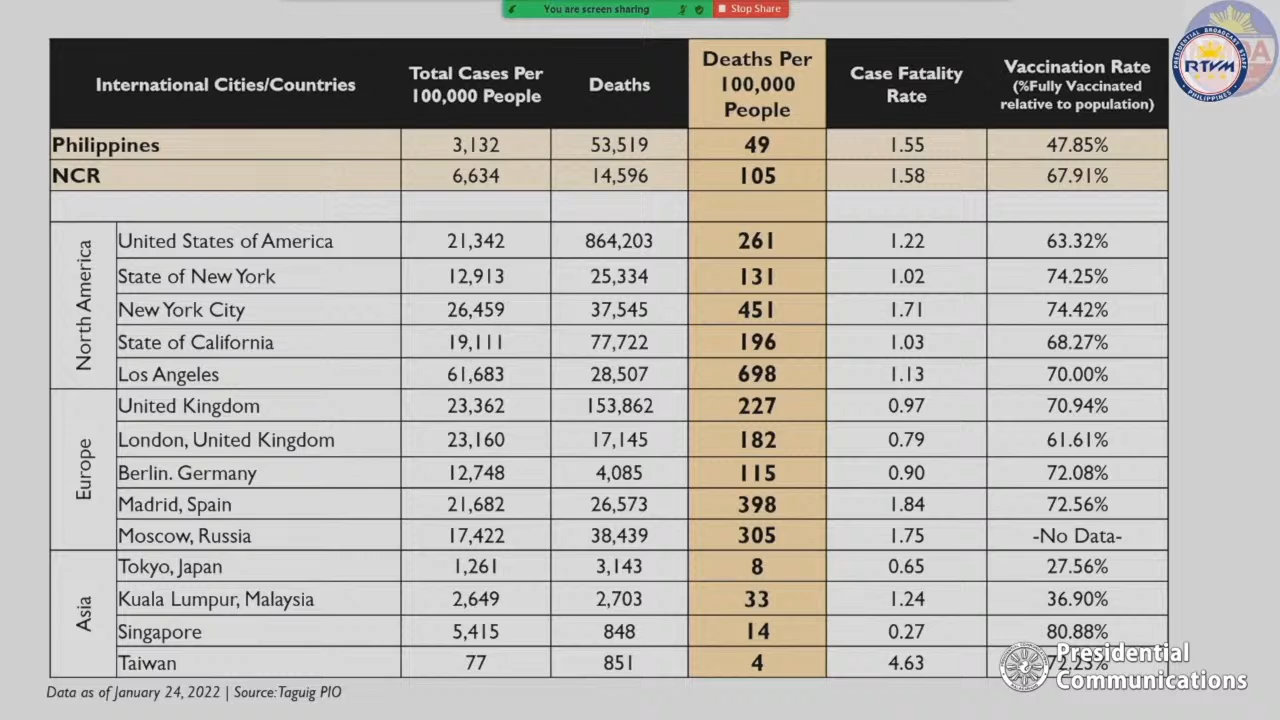 You are screen sharing Stop Share
International Cities/Countries Total Cases Per 100,000 People Deaths Deaths Per 100,000 People Case Fatality Rate Vaccination Rate (%Fully Vaccinated relative to population)
PRESIDENTIAL BROADCAST STAFF
RTVM
PHILIPPINES
Philippines 3,132 53,519 49 1.55 47.85%
NCR 6,634 14,596 105 1.58 67.91%
North America
United States of America 21,342 864,203 261 1.22 63.32%
State of New York 12,913 25,334 131 1.02 74.25%
New York City 26,459 37,545 451 1.71 74.42%
State of California 19,111 77,722 196 1.03 68.27%
Los Angeles 61,683 28,507 698 1.13 70.00%
Europe
United Kingdom 23,362 153,862 227 0.97 70.94%
London, United Kingdom 23,160 17,145 182 0.79 61.61%
Berlin. Germany 12,748 4,085 115 0.90 72.08%
Madrid, Spain 21,682 26,573 398 1.84 72.56%
Moscow, Russia 17,422 38,439 305 1.75 -No Data-
Asia
Tokyo, Japan 1,261 3,143 8 0.65 27.56%
Kuala Lumpur, Malaysia 2,649 2,703 33 1.24 36.90%
Singapore 5,415 848 14 0.27 80.88%
Taiwan 77 851 4 4.63
Presidential
Communications
Data as of January 24, 2022 | Source: Taguig PIO